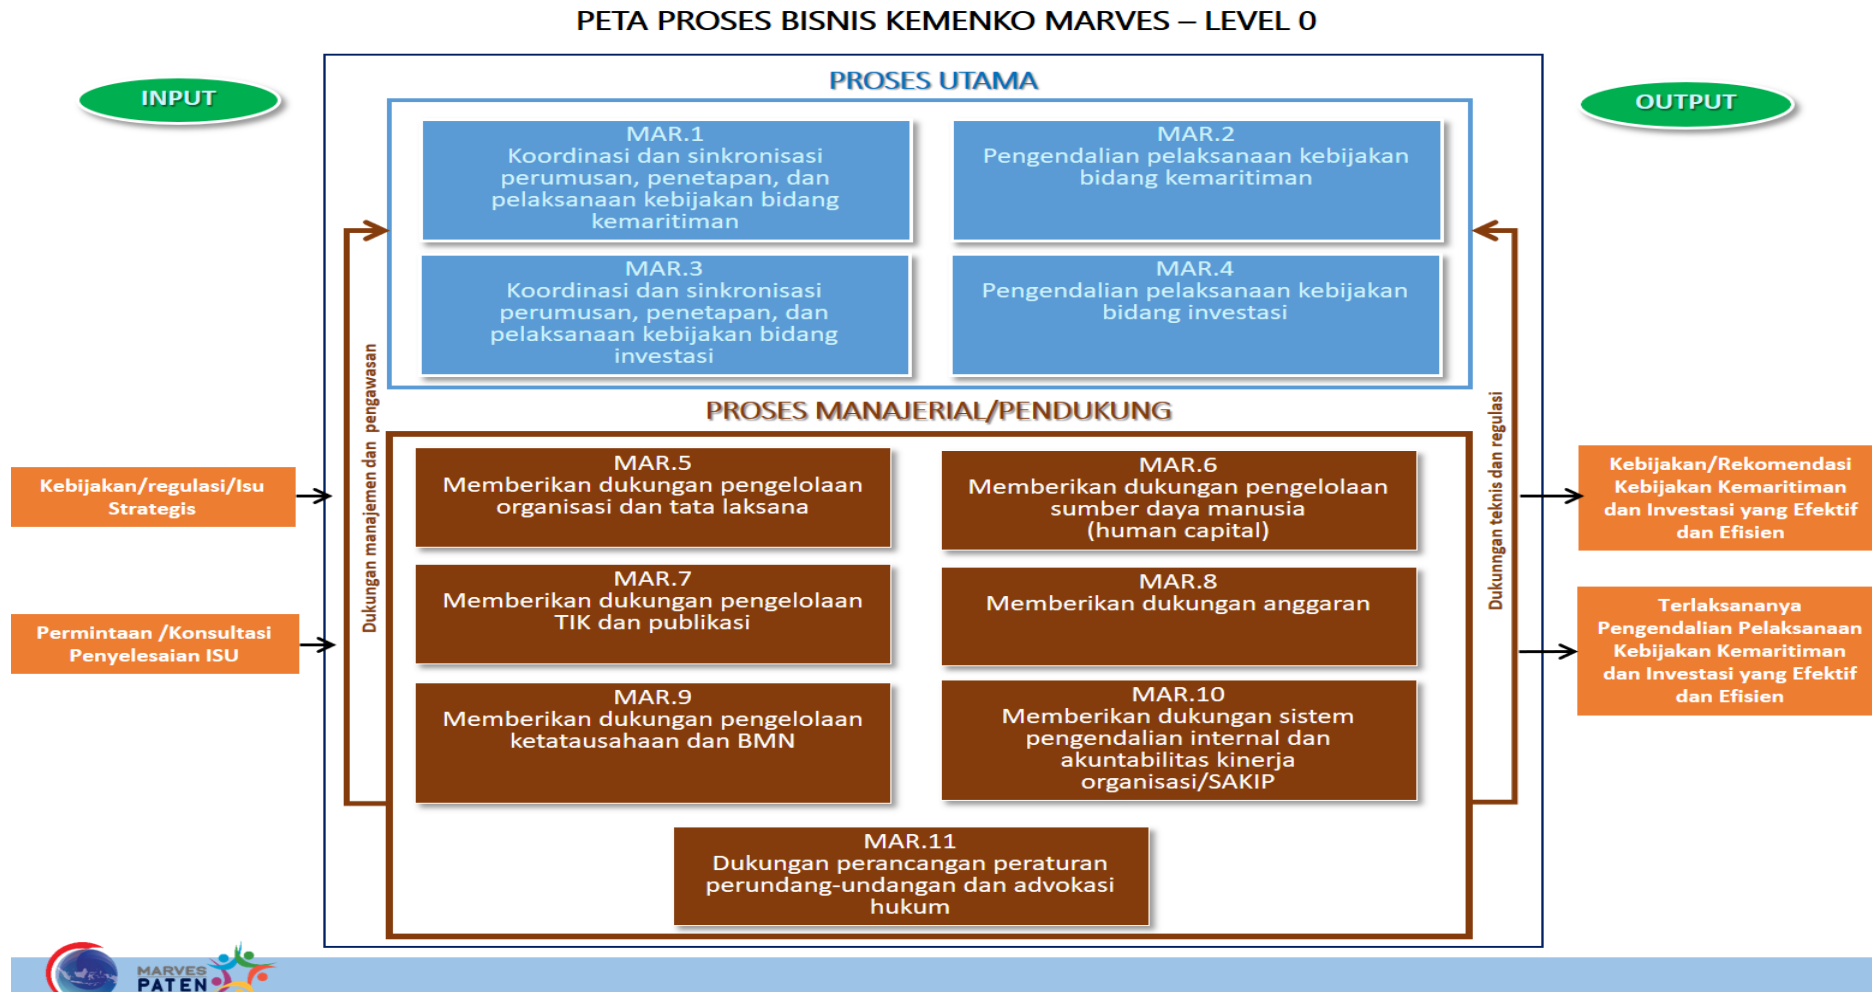 PETA PROSES BISNIS KEMENKO MARVES – LEVEL 0
INPUT
OUTPUT
PROSES UTAMA
MAR.1
Koordinasi dan sinkronisasi
perumusan, penetapan, dan
pelaksanaan kebijakan bidang
kemaritiman
MAR.2
Pengendalian pelaksanaan kebijakan
bidang kemaritiman
MAR.3
Koordinasi dan sinkronisasi
perumusan, penetapan, dan
pelaksanaan kebijakan bidang
investasi
MAR.4
Pengendalian pelaksanaan kebijakan
bidang investasi
PROSES MANAJERIAL/PENDUKUNG
MAR.5
Memberikan dukungan pengelolaan
organisasi dan tata laksana
MAR.6
Memberikan dukungan pengelolaan
sumber daya manusia
(human capital)
MAR.7
Memberikan dukungan pengelolaan
TIK dan publikasi
MAR.8
Memberikan dukungan anggaran
MAR.9
Memberikan dukungan pengelolaan
ketatausahaan dan BMN
MAR.10
Memberikan dukungan sistem
pengendalian internal dan
akuntabilitas kinerja
organisasi/SAKIP
MAR.11
Dukungan perancangan peraturan
perundang-undangan dan advokasi
hukum
Dukungan manajemen dan pengawasan
Dukunngan teknis dan regulasi
Kebijakan/regulasi/Isu
Strategis
Permintaan /Konsultasi
Penyelesaian ISU
Kebijakan/Rekomendasi
Kebijakan Kemaritiman
dan Investasi yang Efektif
dan Efisien
Terlaksananya
Pengendalian Pelaksanaan
Kebijakan Kemaritiman
dan Investasi yang Efektif
dan Efisien
MARVES
PATEN